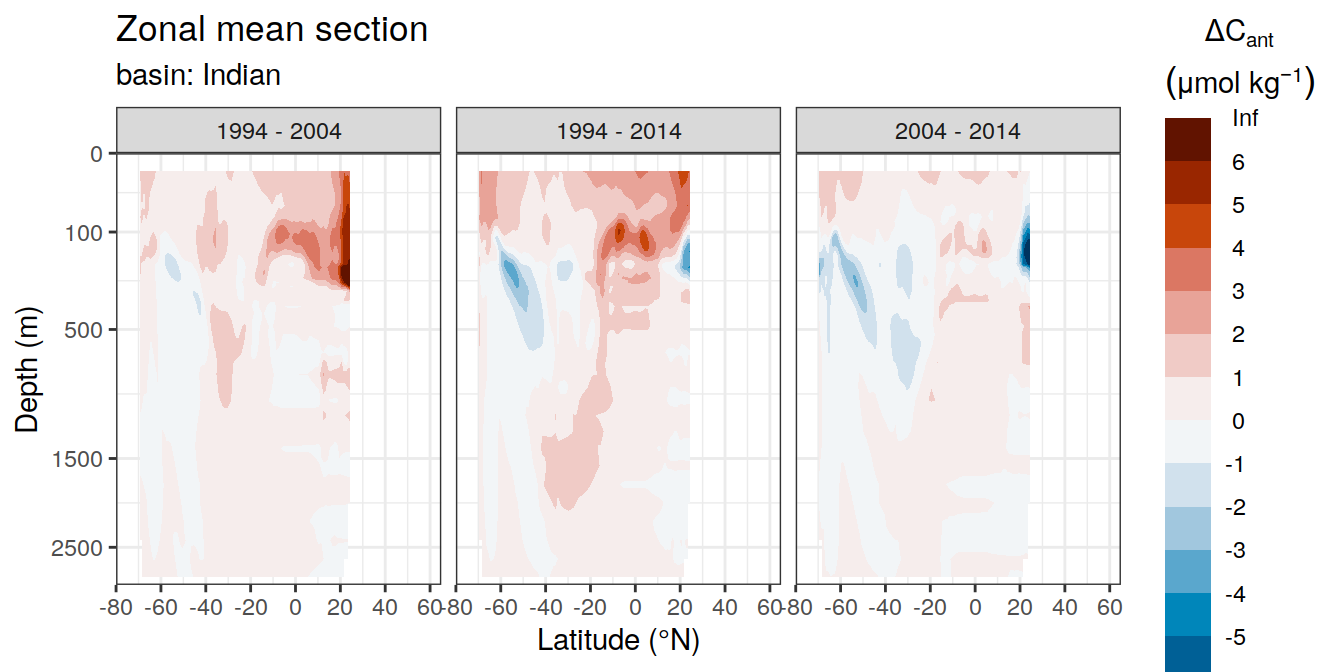 Zonal mean section
basin: Indian
ΔCant
(μmol kg⁻¹)
1994 - 2004
1994 - 2014
2004 - 2014
Depth (m)
0
100
500
1500
2500
-80 -60 -40 -20 0 20 40 60
-80 -60 -40 -20 0 20 40 60
-80 -60 -40 -20 0 20 40 60
Latitude (°N)
Inf
6
5
4
3
2
1
0
-1
-2
-3
-4
-5